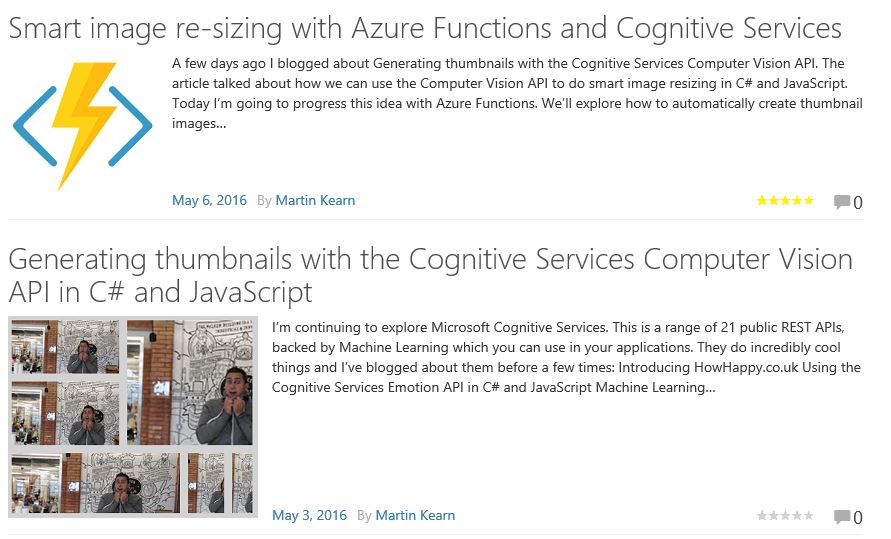 Smart image re-sizing with Azure Functions and Cognitive Services
A few days ago I blogged about Generating thumbnails with the Cognitive Services Computer Vision API. The
article talked about how we can use the Computer Vision API to do smart image resizing in C# and JavaScript.
Today I'm going to progress this idea with Azure Functions. We'll explore how to automatically create thumbnail
images...
May 6, 2016 By Martin Kearn
0
Generating thumbnails with the Cognitive Services Computer Vision
API in C# and JavaScript
I'm continuing to explore Microsoft Cognitive Services. This is a range of 21 public REST APIs,
backed by Machine Learning which you can use in your applications. They do incredibly cool
things and I've blogged about them before a few times: Introducing HowHappy.co.uk Using the
Cognitive Services Emotion API in C# and JavaScript Machine Learning...
May 3, 2016 By Martin Kearn
0